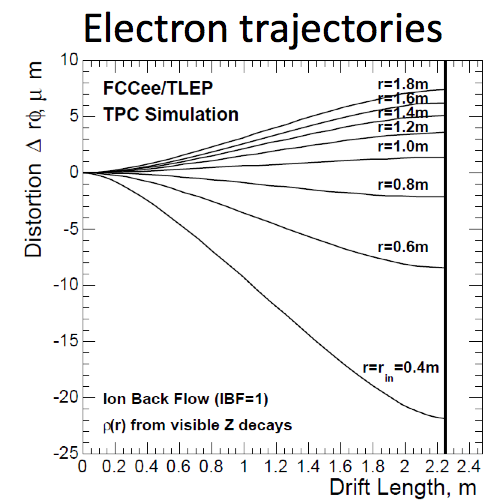 Electron trajectories
Distortion Δ rϕ, μ m
10
5
0
-5
-10
-15
-20
-25
FCCee/TLEP
TPC Simulation
r=1.8m
r=1.6m
r=1.4m
r=1.2m
r=1.0m
r=0.8m
r=0.6m
r=r_in=0.4m
Ion Back Flow (IBF=1)
ρ(r) from visible Z decays
0 0.2 0.4 0.6 0.8 1 1.2 1.4 1.6 1.8 2 2.2 2.4
Drift Length, m